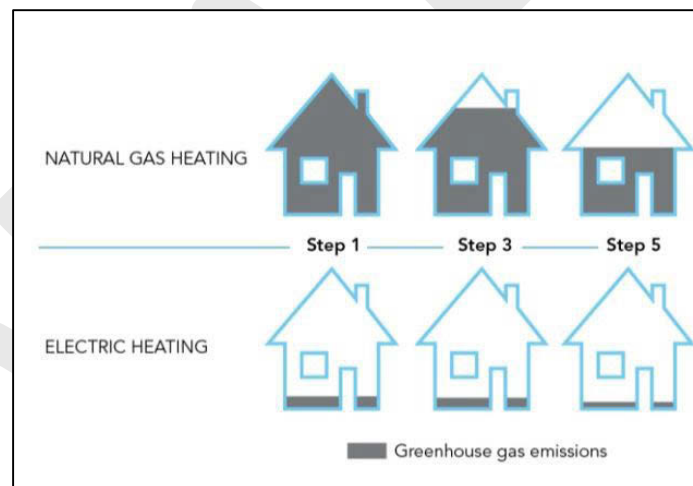 NATURAL GAS HEATING
Step 1
Step 3
Step 5
ELECTRIC HEATING
Greenhouse gas emissions